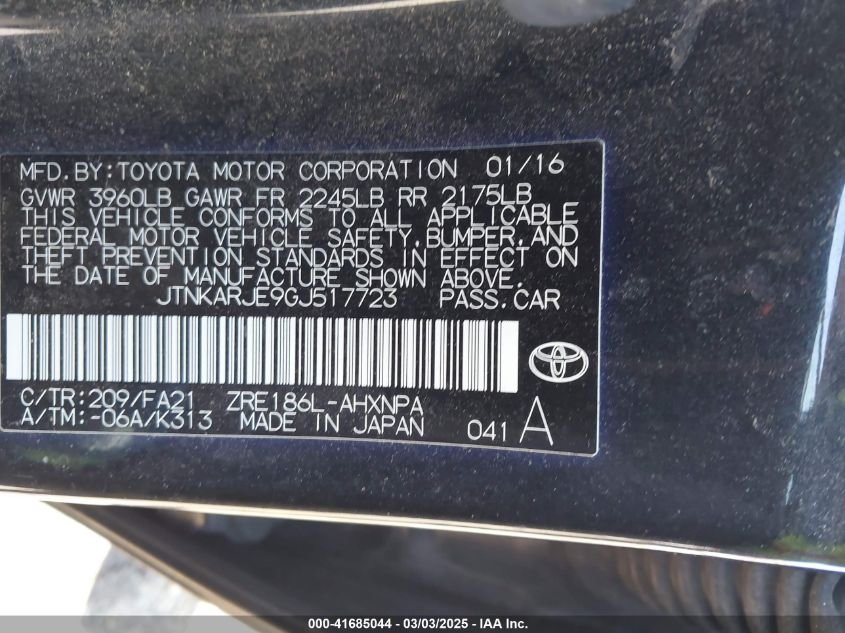 MFD.BY:TOYOTA MOTOR CORPORATION 01/16
GVWR 3960LB GAWR FR 2245LB RR 2175LB
THIS VEHICLE CONFORMS TO ALL APPLICABLE
FEDERAL MOTOR VEHICLE SAFETY,BUMPER,AND
THEFT PREVENTION STANDARDS IN EFFECT ON
THE DATE OF MANUFACTURE SHOWN ABOVE.
JTNKARJE9GJ517723 PASS.CAR
C/TR:209/FA21 ZRE186L-AHXNPA
A/TM:-06A/K313 MADE IN JAPAN 041 A
000-41685044 - 03/03/2025 - IAA Inc.